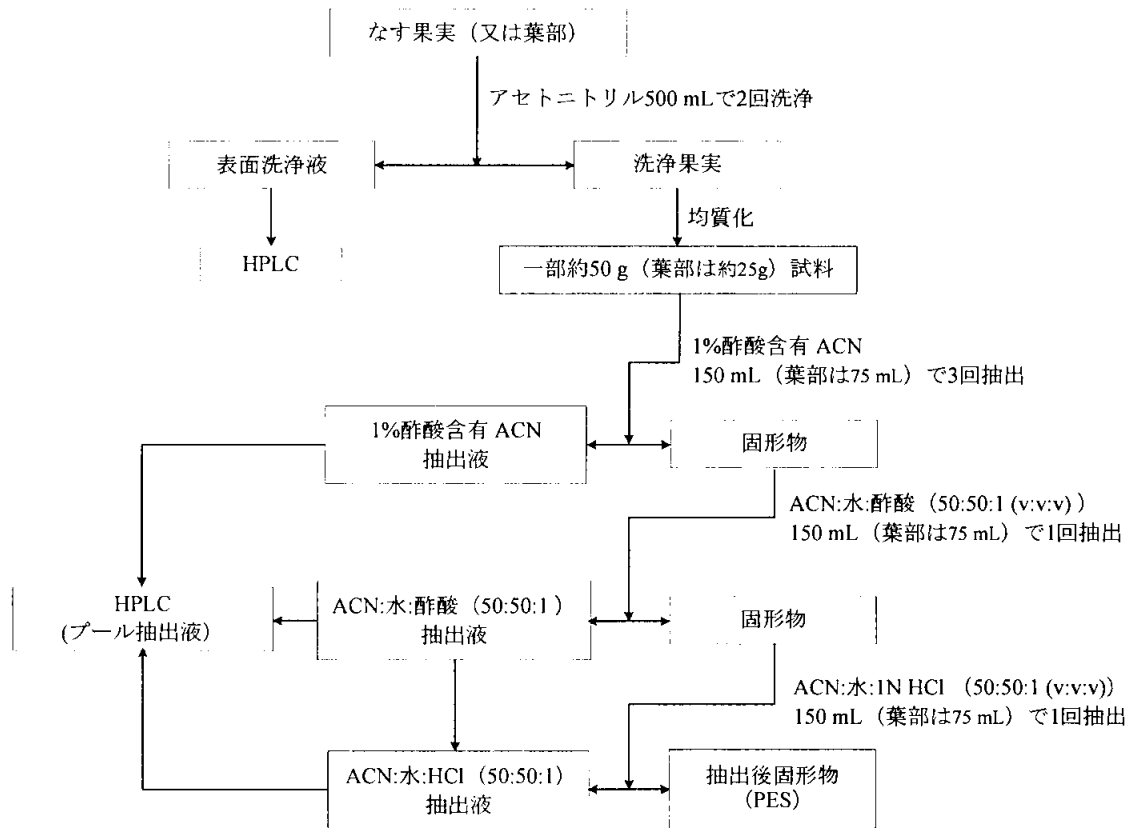 なす果実（又は葉部）
アセトニトリル500 mLで2回洗浄
表面洗浄液
洗浄果実
均質化
HPLC
一部約50 g（葉部は約25g）試料
1%酢酸含有 ACN
150 mL（葉部は75 mL）で3回抽出
1%酢酸含有 ACN
抽出液
固形物
ACN:水:酢酸（50:50:1 (v:v:v) ）
150 mL（葉部は75 mL）で1回抽出
HPLC
(プール抽出液）
ACN:水:酢酸（50:50:1 ）
抽出液
固形物
ACN:水:1N HCl （50:50:1 (v:v:v)）
150 mL（葉部は75 mL）で1回抽出
ACN:水:HCl（50:50:1）
抽出液
抽出後固形物
（PES）